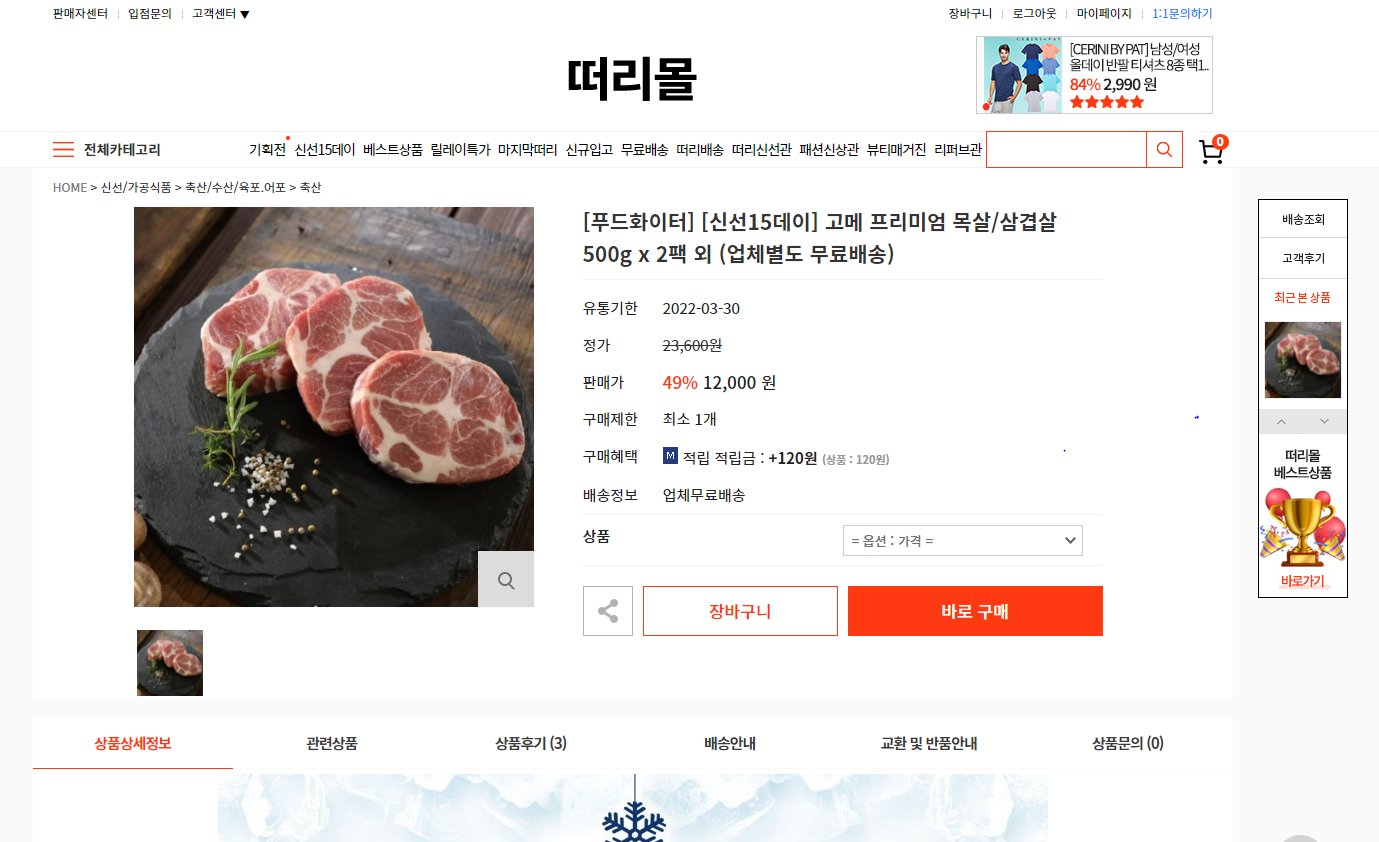 판매자센터 입점문의 고객센터 ▼
장바구니 로그아웃 마이페이지 1:1문의하기
떠리몰
CERINI by PAT
[CERINI BY PAT] 남성/여성
올데이 반팔 티셔츠 8종 택1..
84% 2,990 원
전체카테고리 기획전 신선15데이 베스트상품 릴레이특가 마지막떠리 신규입고 무료배송 떠리배송 떠리신선관 패션신상관 뷰티매거진 리퍼브관 0
HOME > 신선/가공식품 > 축산/수산/육포.어포 > 축산
[푸드화이터] [신선15데이] 고메 프리미엄 목살/삼겹살
500g x 2팩 외 (업체별도 무료배송)
유통기한 2022-03-30
정가 23,600원
판매가 49% 12,000 원
구매제한 최소 1개
구매혜택 M 적립 적립금 : +120원 (상품 : 120원)
배송정보 업체무료배송
상품 = 옵션 : 가격 =
장바구니 바로 구매
배송조회
고객후기
최근 본 상품
떠리몰
베스트상품
바로가기
상품상세정보 관련상품 상품후기 (3) 배송안내 교환 및 반품안내 상품문의 (0)